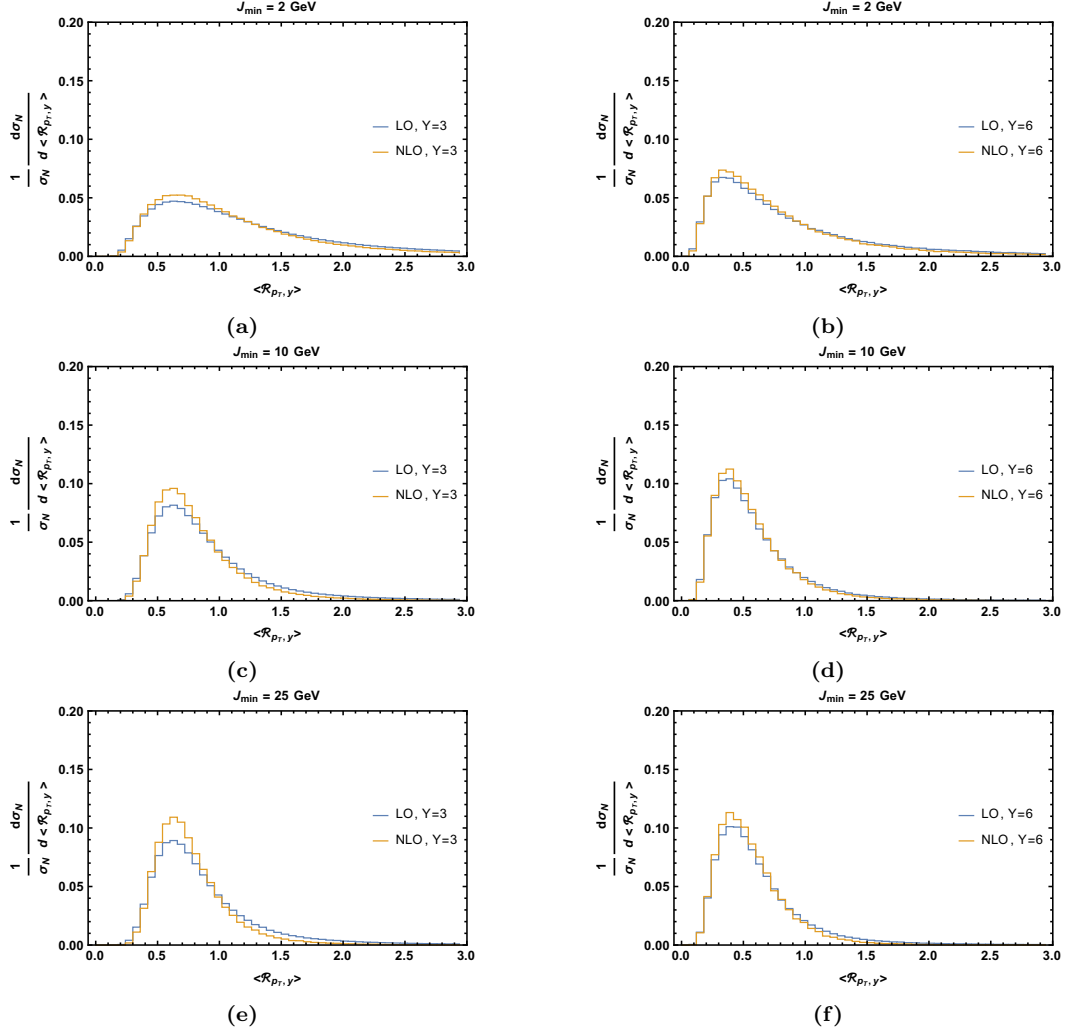 J_min = 2 GeV
0.20
0.15
0.10
0.05
0.00
1/σ_N dσ_N/d <ℛ_{p_T, y}>
LO, Y=3
NLO, Y=3
0.0 0.5 1.0 1.5 2.0 2.5 3.0
<ℛ_{p_T, y}>
(a)
J_min = 2 GeV
0.20
0.15
0.10
0.05
0.00
1/σ_N dσ_N/d <ℛ_{p_T, y}>
LO, Y=6
NLO, Y=6
0.0 0.5 1.0 1.5 2.0 2.5 3.0
<ℛ_{p_T, y}>
(b)
J_min = 10 GeV
0.20
0.15
0.10
0.05
0.00
1/σ_N dσ_N/d <ℛ_{p_T, y}>
LO, Y=3
NLO, Y=3
0.0 0.5 1.0 1.5 2.0 2.5 3.0
<ℛ_{p_T, y}>
(c)
J_min = 10 GeV
0.20
0.15
0.10
0.05
0.00
1/σ_N dσ_N/d <ℛ_{p_T, y}>
LO, Y=6
NLO, Y=6
0.0 0.5 1.0 1.5 2.0 2.5 3.0
<ℛ_{p_T, y}>
(d)
J_min = 25 GeV
0.20
0.15
0.10
0.05
0.00
1/σ_N dσ_N/d <ℛ_{p_T, y}>
LO, Y=3
NLO, Y=3
0.0 0.5 1.0 1.5 2.0 2.5 3.0
<ℛ_{p_T, y}>
(e)
J_min = 25 GeV
0.20
0.15
0.10
0.05
0.00
1/σ_N dσ_N/d <ℛ_{p_T, y}>
LO, Y=6
NLO, Y=6
0.0 0.5 1.0 1.5 2.0 2.5 3.0
<ℛ_{p_T, y}>
(f)